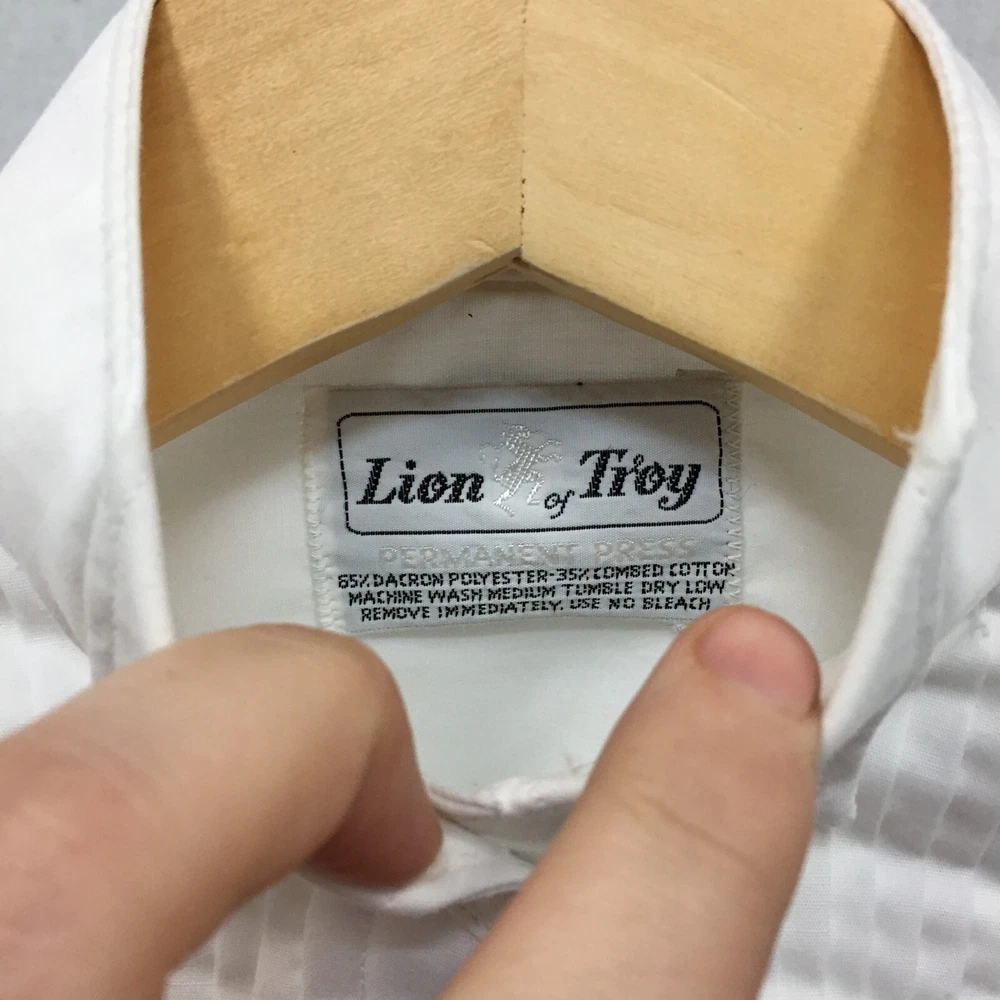 Lion of Troy
PERMANENT PRESS
65% DACRON POLYESTER-35% COMBED COTTON
MACHINE WASH MEDIUM TUMBLE DRY LOW
REMOVE IMMEDIATELY. USE NO BLEACH